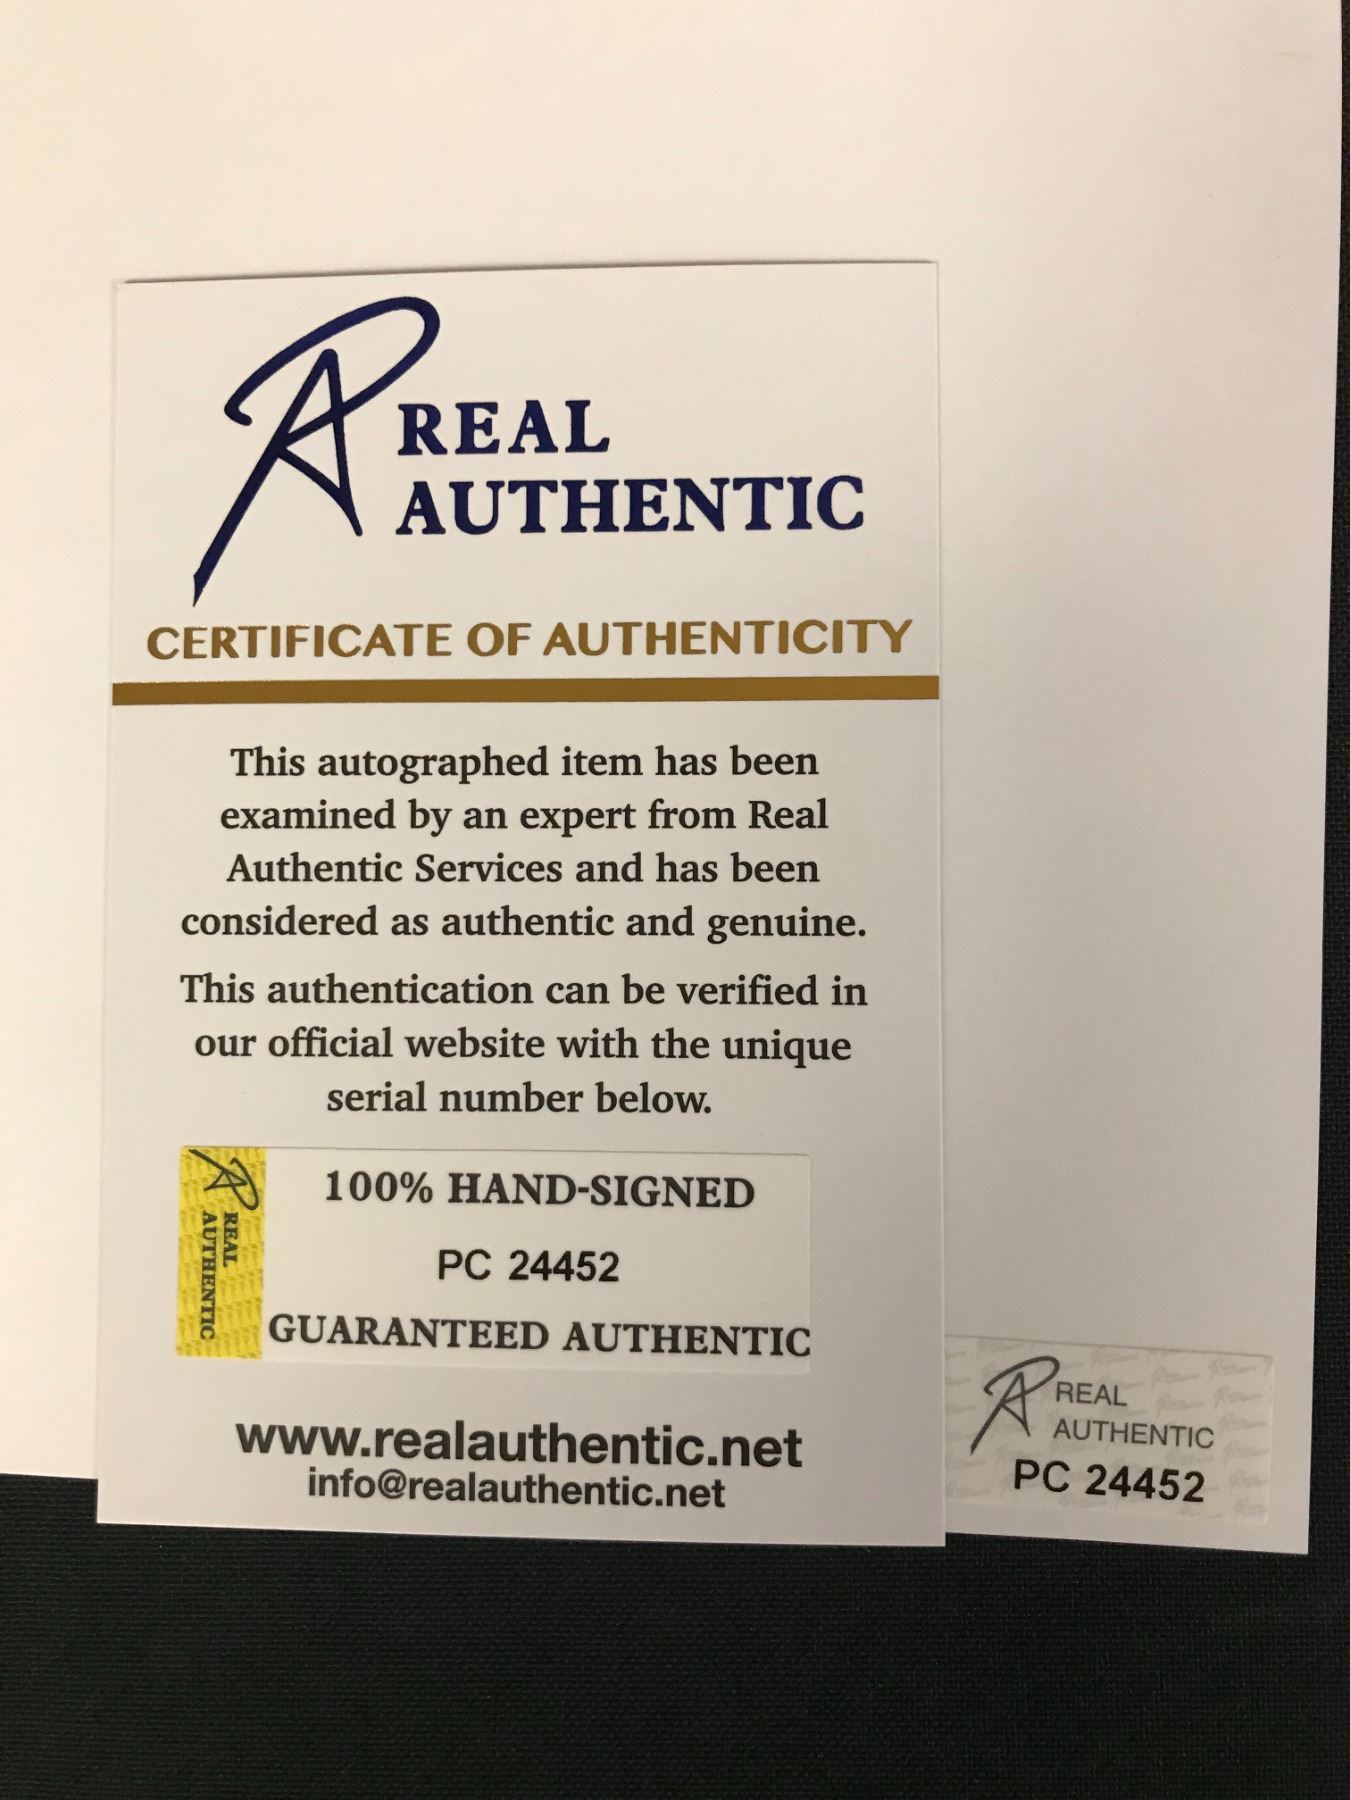 REAL
AUTHENTIC
CERTIFICATE OF AUTHENTICITY
This autographed item has been
examined by an expert from Real
Authentic Services and has been
considered as authentic and genuine.
This authentication can be verified in
our official website with the unique
serial number below.
REAL
AUTHENTIC
100% HAND-SIGNED
PC 24452
GUARANTEED AUTHENTIC
www.realauthentic.net
info@realauthentic.net
REAL
AUTHENTIC
PC 24452